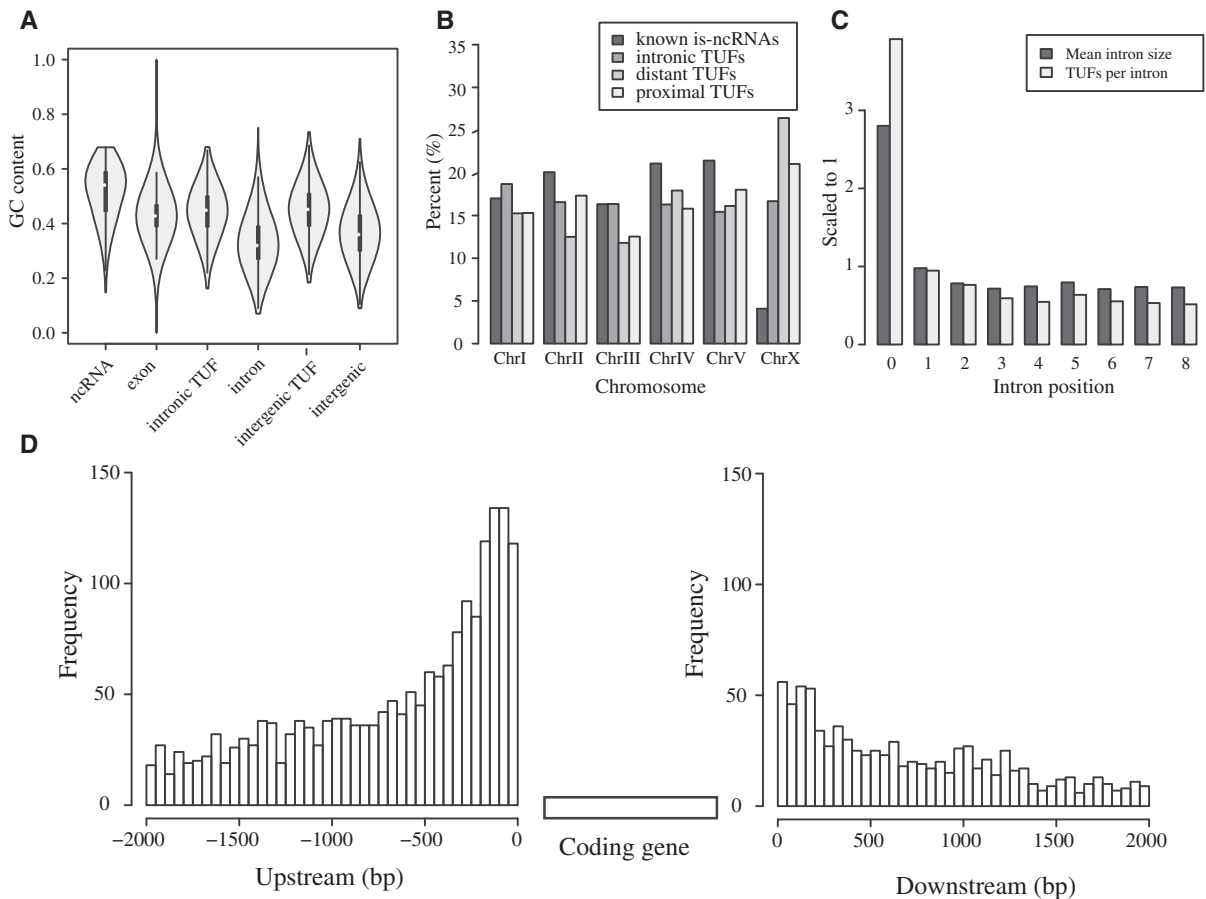 A
GC content
1.0
0.8
0.6
0.4
0.2
0.0
ncRNA
exon
intronic TUF
intron
intergenic TUF
intergenic
B
Percent (%)
35
30
25
20
15
10
5
0
known is-ncRNAs
intronic TUFs
distant TUFs
proximal TUFs
ChrI ChrII ChrIII ChrIV ChrV ChrX
Chromosome
C
Scaled to 1
3
2
1
0
Mean intron size
TUFs per intron
0 1 2 3 4 5 6 7 8
Intron position
D
Frequency
150
100
50
0
−2000 −1500 −1000 −500 0
Upstream (bp)
Coding gene
Frequency
150
100
50
0
0 500 1000 1500 2000
Downstream (bp)